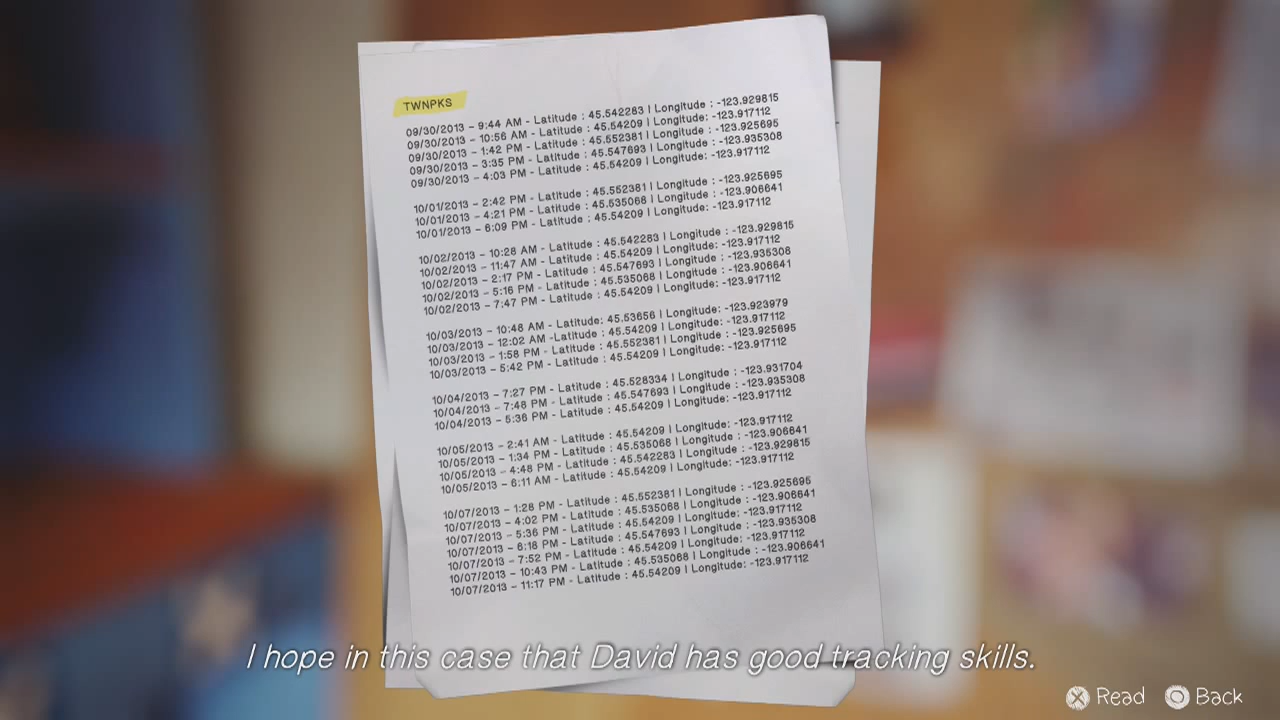 TWNPKS
09/30/2013 - 9:44 AM - Latitude : 45.542283 | Longitude : -123.929815
09/30/2013 - 10:56 AM - Latitude : 45.54209 | Longitude: -123.917112
09/30/2013 - 1:42 PM - Latitude : 45.552381 | Longitude : -123.925695
09/30/2013 - 3:35 PM - Latitude : 45.547693 | Longitude : -123.935308
09/30/2013 - 4:03 PM - Latitude : 45.54209 | Longitude: -123.917112
10/01/2013 - 2:42 PM - Latitude : 45.552381 | Longitude : -123.925695
10/01/2013 - 4:21 PM - Latitude : 45.535068 | Longitude : -123.906641
10/01/2013 - 6:09 PM - Latitude : 45.54209 | Longitude: -123.917112
10/02/2013 - 10:28 AM - Latitude : 45.542283 | Longitude : -123.929815
10/02/2013 - 11:47 AM - Latitude : 45.54209 | Longitude: -123.917112
10/02/2013 - 2:17 PM - Latitude : 45.547693 | Longitude : -123.935308
10/02/2013 - 5:16 PM - Latitude : 45.535068 | Longitude : -123.906641
10/02/2013 - 7:47 PM - Latitude : 45.54209 | Longitude: -123.917112
10/03/2013 - 10:48 AM - Latitude: 45.53656 | Longitude: -123.923979
10/03/2013 - 12:02 AM -Latitude : 45.54209 | Longitude: -123.917112
10/03/2013 - 1:58 PM - Latitude : 45.552381 | Longitude : -123.925695
10/03/2013 - 5:42 PM - Latitude : 45.54209 | Longitude: -123.917112
10/04/2013 - 7:27 PM - Latitude : 45.528334 | Longitude : -123.931704
10/04/2013 - 7:48 PM - Latitude : 45.547693 | Longitude : -123.935308
10/04/2013 - 5:36 PM - Latitude : 45.54209 | Longitude: -123.917112
10/05/2013 - 2:41 AM - Latitude : 45.54209 | Longitude: -123.917112
10/05/2013 - 1:34 PM - Latitude : 45.535068 | Longitude : -123.906641
10/05/2013 - 4:48 PM - Latitude : 45.542283 | Longitude : -123.929815
10/05/2013 - 6:11 AM - Latitude : 45.54209 | Longitude: -123.917112
10/07/2013 - 1:28 PM - Latitude : 45.552381 | Longitude : -123.925695
10/07/2013 - 4:02 PM - Latitude : 45.535068 | Longitude : -123.906641
10/07/2013 - 5:36 PM - Latitude : 45.54209 | Longitude: -123.917112
10/07/2013 - 6:18 PM - Latitude : 45.547693 | Longitude : -123.935308
10/07/2013 - 7:52 PM - Latitude : 45.54209 | Longitude: -123.917112
10/07/2013 - 10:43 PM - Latitude : 45.535068 | Longitude : -123.906641
10/07/2013 - 11:17 PM - Latitude : 45.54209 | Longitude: -123.917112
I hope in this case that David has good tracking skills.
Read Back